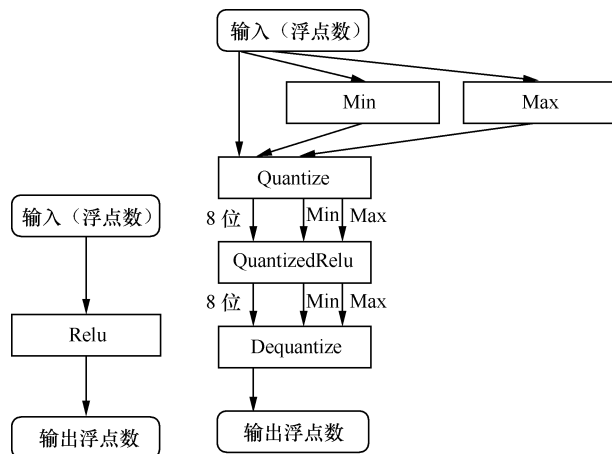 输入（浮点数）
Min
Max
Quantize
8 位
Min
Max
QuantizedRelu
8 位
Min
Max
Dequantize
输出浮点数
输入（浮点数）
Relu
输出浮点数